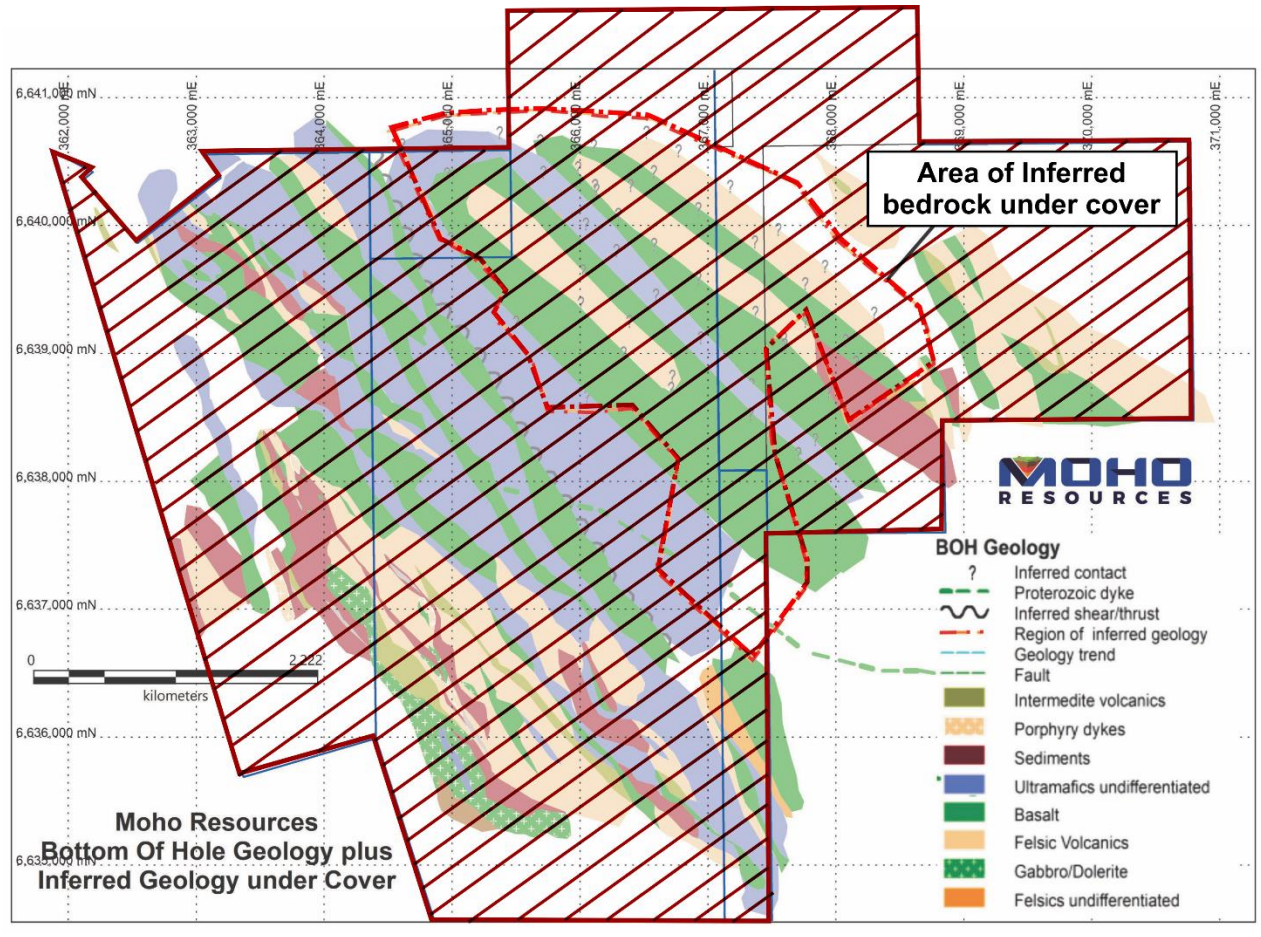 6,641,000 mN
6,640,000 mN
6,639,000 mN
6,638,000 mN
6,637,000 mN
6,636,000 mN
6,635,000 mN
362,000 mE
363,000 mE
364,000 mE
365,000 mE
366,000 mE
367,000 mE
368,000 mE
369,000 mE
370,000 mE
371,000 mE
Area of Inferred
bedrock under cover
MOHO
RESOURCES
BOH Geology
? Inferred contact
Proterozoic dyke
Inferred shear/thrust
Region of inferred geology
Geology trend
Fault
Intermedite volcanics
Porphyry dykes
Sediments
Ultramafics undifferentiated
Basalt
Felsic Volcanics
Gabbro/Dolerite
Felsics undifferentiated
0 2.222
kilometers
Moho Resources
Bottom Of Hole Geology plus
Inferred Geology under Cover